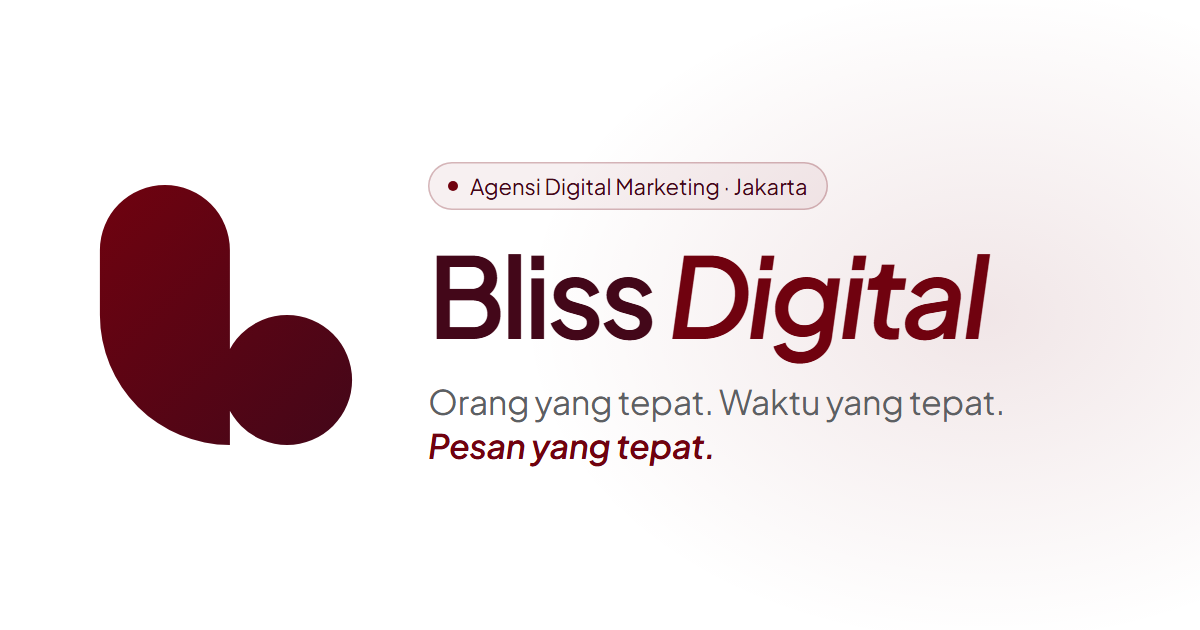 Agensi Digital Marketing · Jakarta
Bliss Digital
Orang yang tepat. Waktu yang tepat.
Pesan yang tepat.